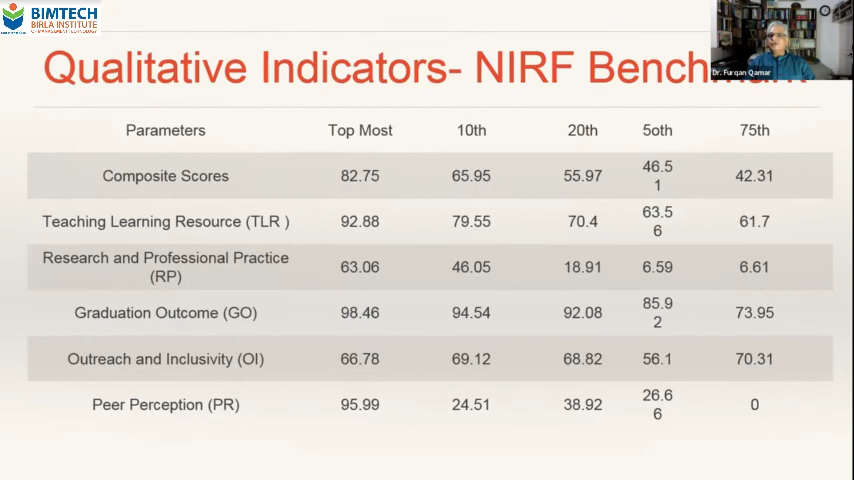 BIMTECH
BIRLA INSTITUTE
OF MANAGEMENT TECHNOLOGY
Dr. Furqan Qamar
Qualitative Indicators- NIRF Bench
Parameters Top Most 10th 20th 5oth 75th
Composite Scores 82.75 65.95 55.97 46.5
1 42.31
Teaching Learning Resource (TLR ) 92.88 79.55 70.4 63.5
6 61.7
Research and Professional Practice
(RP) 63.06 46.05 18.91 6.59 6.61
Graduation Outcome (GO) 98.46 94.54 92.08 85.9
2 73.95
Outreach and Inclusivity (OI) 66.78 69.12 68.82 56.1 70.31
Peer Perception (PR) 95.99 24.51 38.92 26.6
6 0